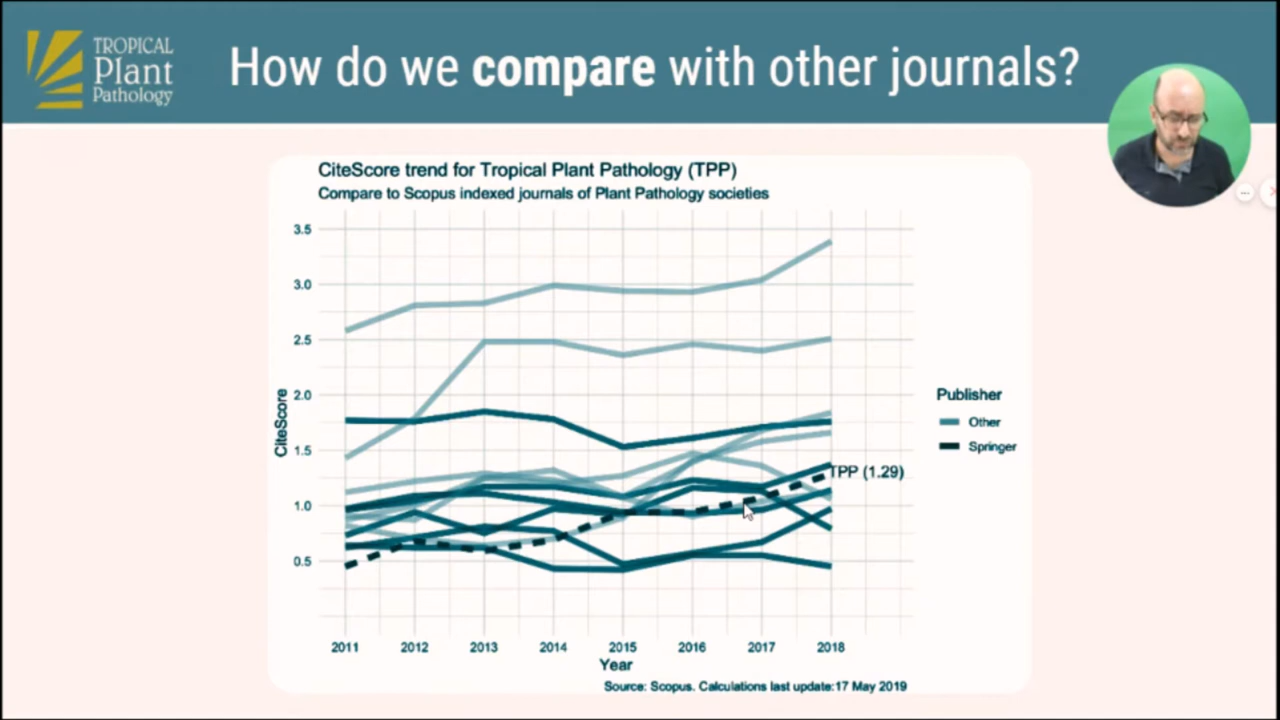 TROPICAL
Plant
Pathology
How do we compare with other journals?
CiteScore trend for Tropical Plant Pathology (TPP)
Compare to Scopus indexed journals of Plant Pathology societies
3.5
3.0
2.5
2.0
1.5
1.0
0.5
CiteScore
TPP (1.29)
Publisher
Other
Springer
2011 2012 2013 2014 2015 2016 2017 2018
Year
Source: Scopus. Calculations last update:17 May 2019